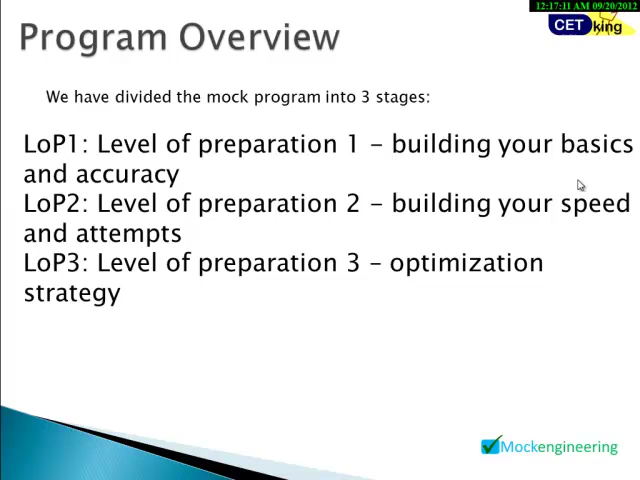 12:17:11 AM 09/20/2012
CET king
Program Overview
We have divided the mock program into 3 stages:
LoP1: Level of preparation 1 - building your basics
and accuracy
LoP2: Level of preparation 2 - building your speed
and attempts
LoP3: Level of preparation 3 - optimization
strategy
Mockengineering